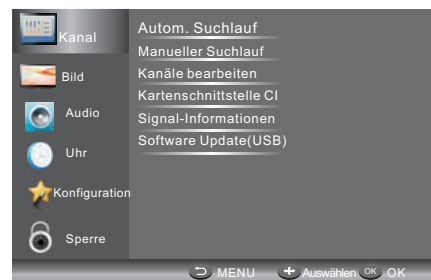 Kanal
Bild
Audio
Uhr
Konfiguration
Sperre
Autom. Suchlauf
Manueller Suchlauf
Kanäle bearbeiten
Kartenschnittstelle CI
Signal-Informationen
Software Update(USB)
MENU Auswählen OK OK